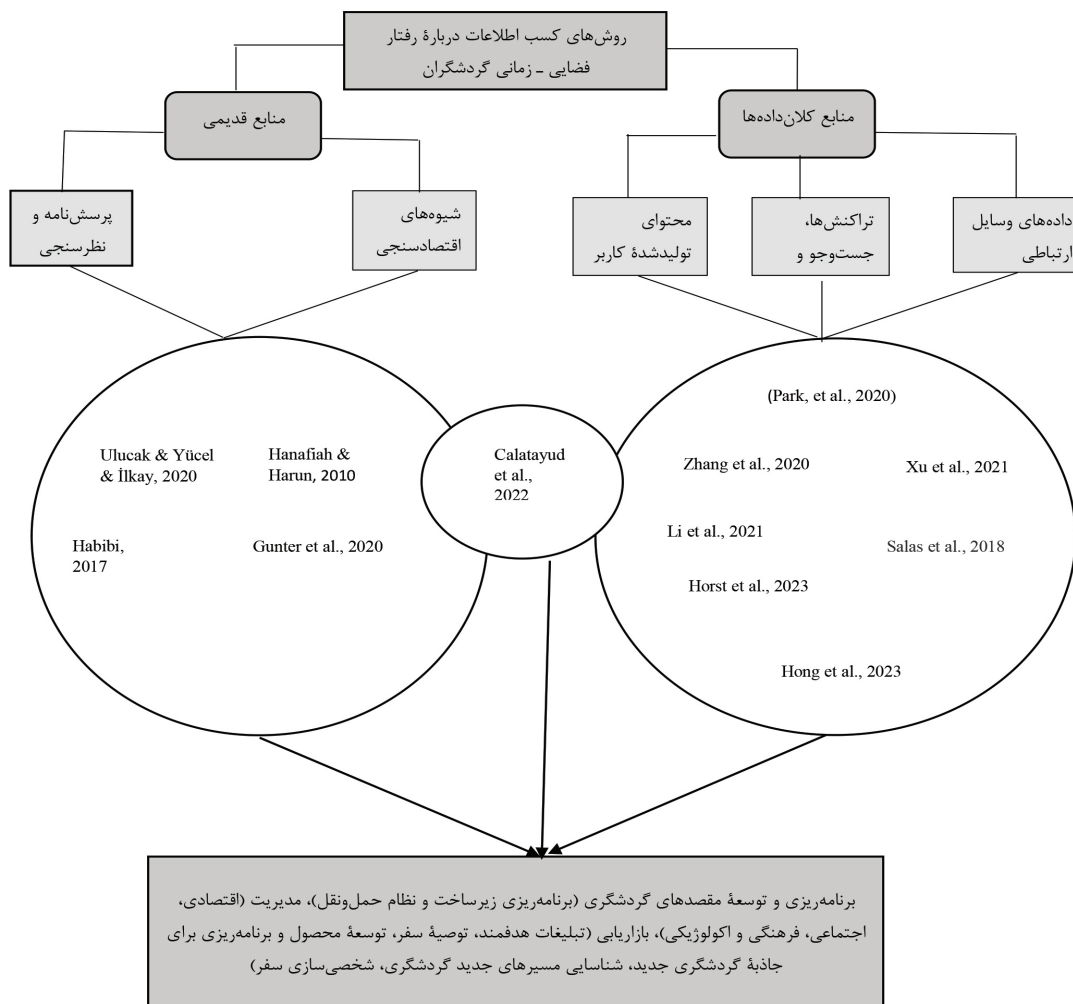 روش‌های کسب اطلاعات دربارهٔ رفتار
فضایی ـ زمانی گردشگران
منابع کلان‌داده‌ها
منابع قدیمی
داده‌های وسایل
ارتباطی
تراکنش‌ها،
جست‌وجو و
محتوای
تولیدشدهٔ کاربر
شیوه‌های
اقتصادسنجی
پرسش‌نامه و
نظرسنجی
(Park, et al., 2020)
Zhang et al., 2020
Xu et al., 2021
Li et al., 2021
Salas et al., 2018
Horst et al., 2023
Hong et al., 2023
Calatayud
et al.,
2022
Ulucak & Yücel
& İlkay, 2020
Hanafiah &
Harun, 2010
Habibi,
2017
Gunter et al., 2020
برنامه‌ریزی و توسعهٔ مقصدهای گردشگری (برنامه‌ریزی زیرساخت و نظام حمل‌ونقل)، مدیریت (اقتصادی،
اجتماعی، فرهنگی و اکولوژیکی)، بازاریابی (تبلیغات هدفمند، توصیهٔ سفر، توسعهٔ محصول و برنامه‌ریزی برای
جاذبهٔ گردشگری جدید، شناسایی مسیرهای جدید گردشگری، شخصی‌سازی سفر)